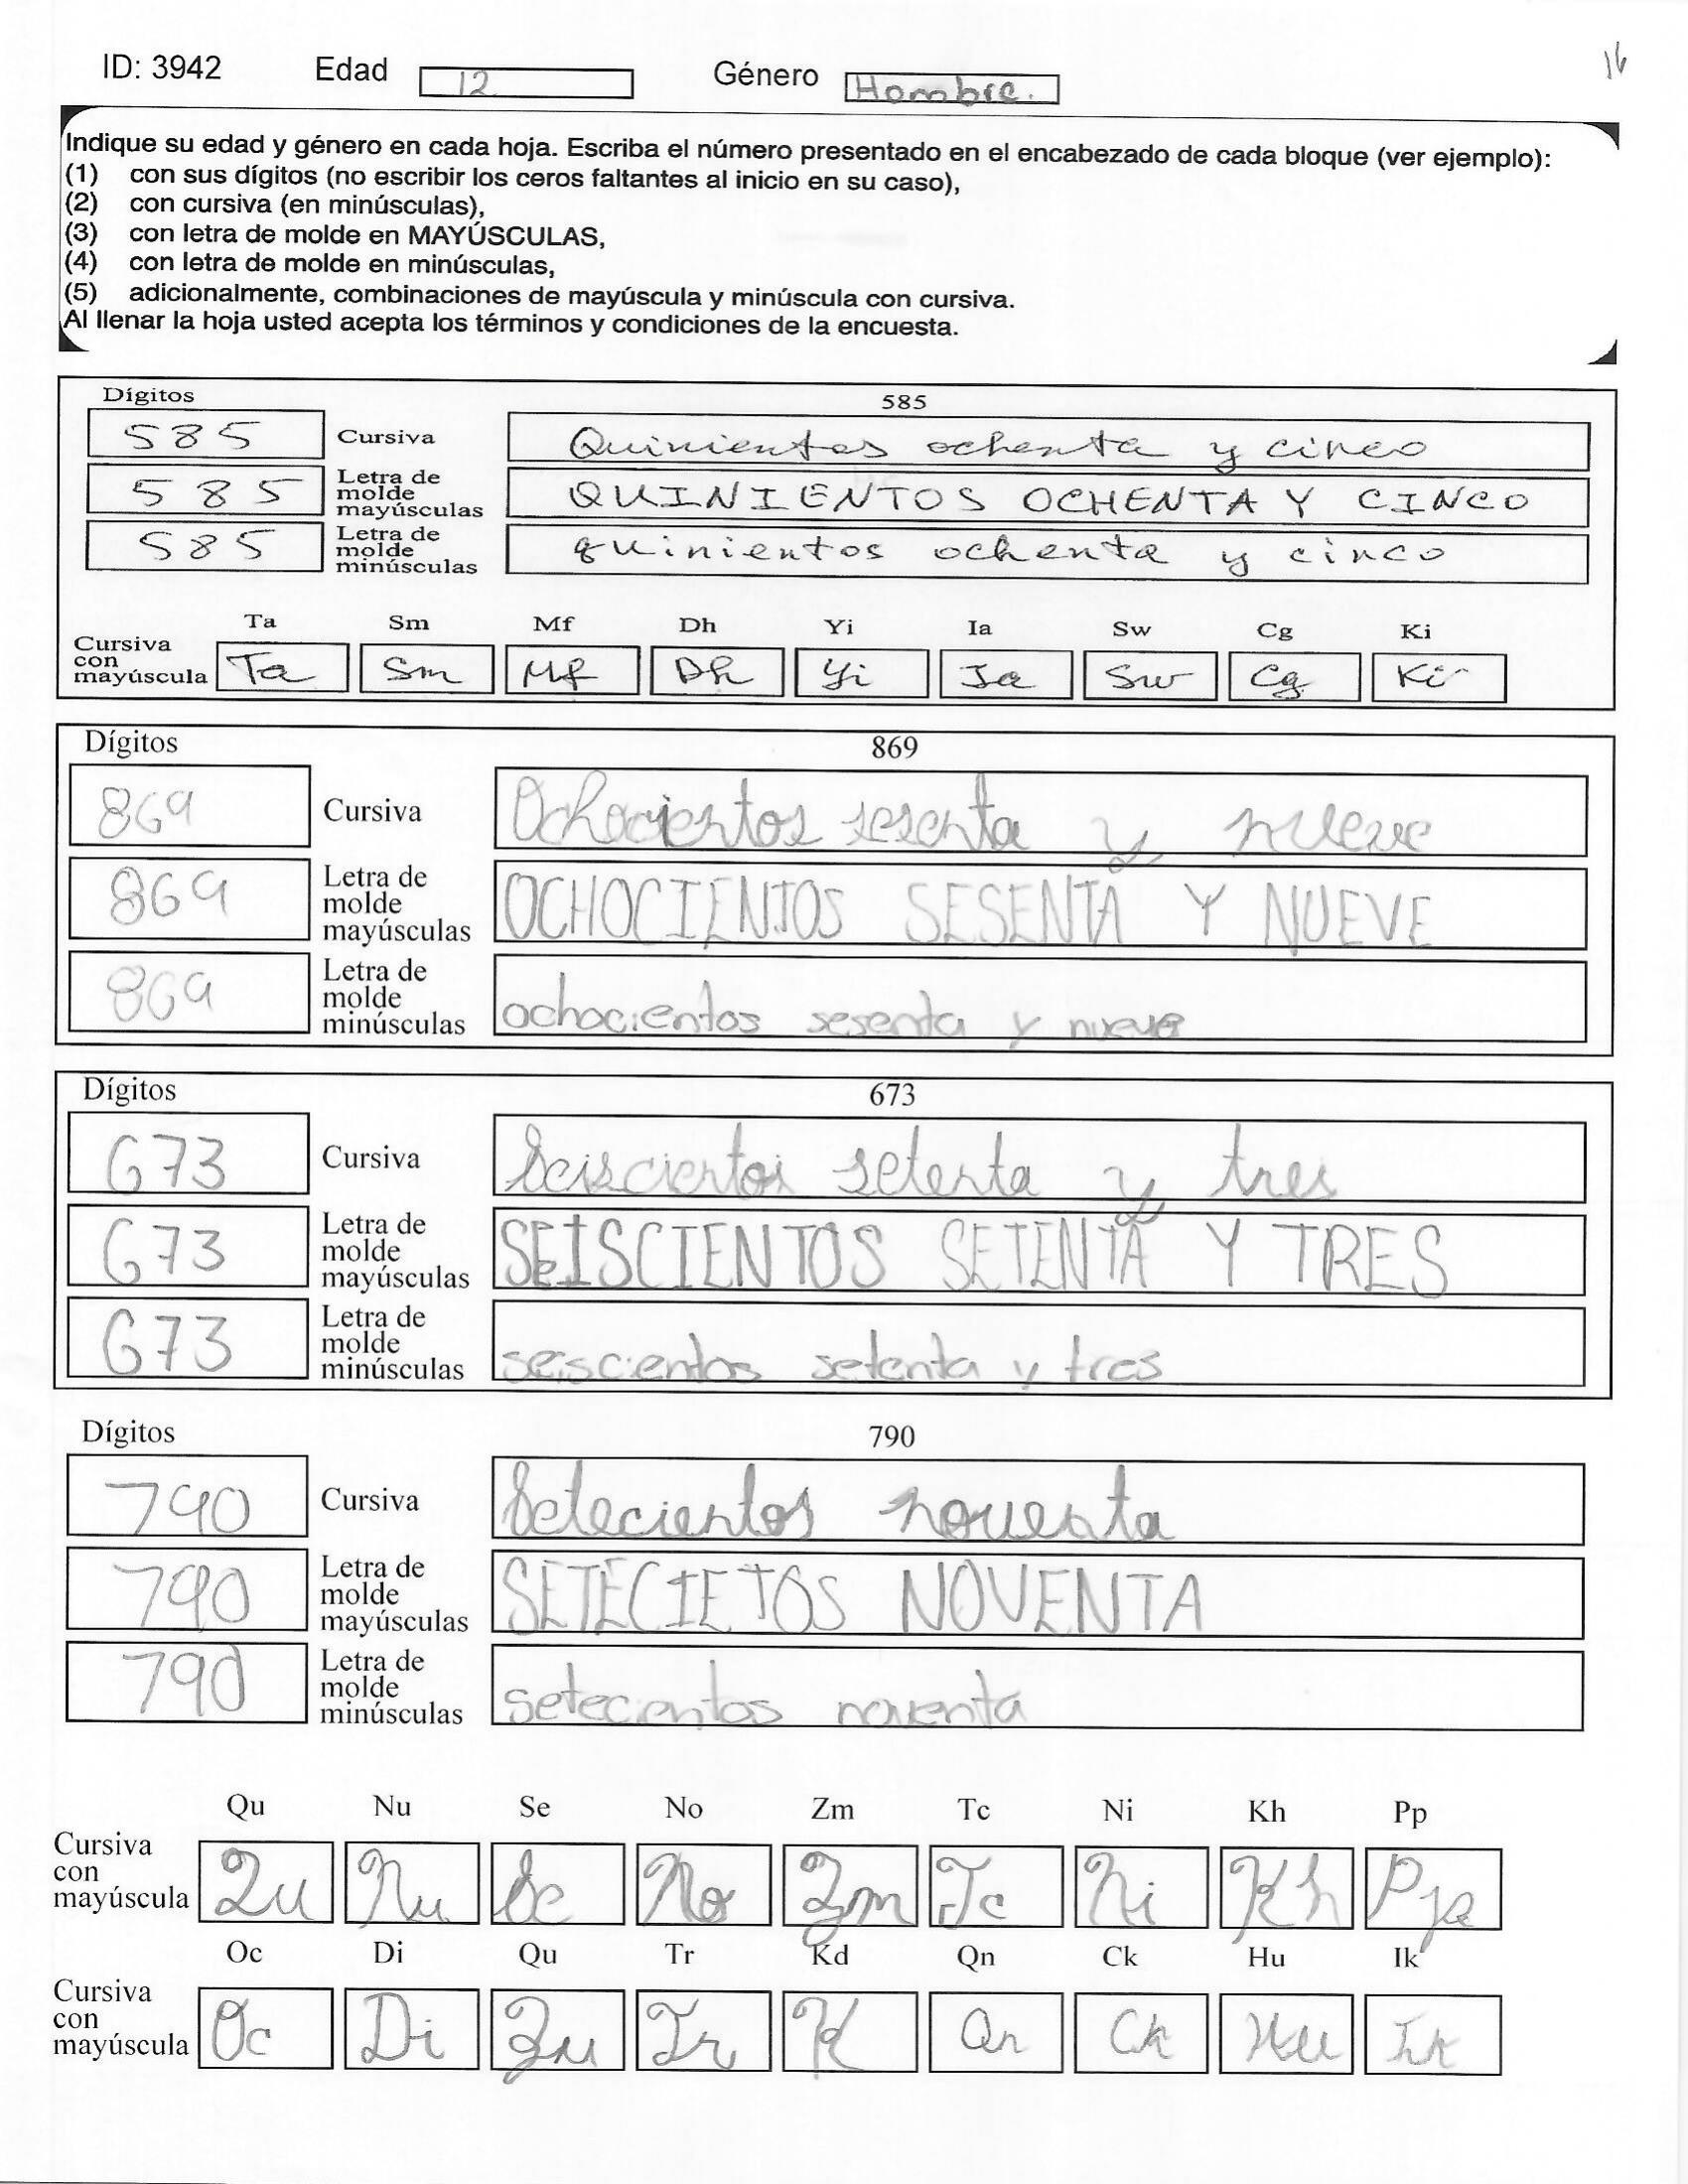 ID: 3942 Edad 12 Género Hombre. 16
Indique su edad y género en cada hoja. Escriba el número presentado en el encabezado de cada bloque (ver ejemplo):
(1) con sus dígitos (no escribir los ceros faltantes al inicio en su caso),
(2) con cursiva (en minúsculas),
(3) con letra de molde en MAYÚSCULAS,
(4) con letra de molde en minúsculas,
(5) adicionalmente, combinaciones de mayúscula y minúscula con cursiva.
Al llenar la hoja usted acepta los términos y condiciones de la encuesta.
Dígitos 585
585 Cursiva Quinientos ochenta y cinco
585 Letra de molde mayúsculas QUINIENTOS OCHENTA Y CINCO
585 Letra de molde minúsculas quinientos ochenta y cinco
Ta Sm Mf Dh Yi Ia Sw Cg Ki
Cursiva con mayúscula Ta Sm Mf Dh Yi Ia Sw Cg Ki
Dígitos 869
869 Cursiva Ochocientos sesenta y nueve
869 Letra de molde mayúsculas OCHOCIENTOS SESENTA Y NUEVE
869 Letra de molde minúsculas ochocientos sesenta y nueve
Dígitos 673
673 Cursiva Seiscientos setenta y tres
673 Letra de molde mayúsculas SEISCIENTOS SETENTA Y TRES
673 Letra de molde minúsculas seiscientos setenta y tres
Dígitos 790
790 Cursiva Setecientos noventa
790 Letra de molde mayúsculas SETECIETOS NOVENTA
790 Letra de molde minúsculas setecientos noventa
Qu Nu Se No Zm Tc Ni Kh Pp
Cursiva con mayúscula Qu Nu Se No Zm Tc Ni Kh Pp
Oc Di Qu Tr Kd Qn Ck Hu Ik
Cursiva con mayúscula Oc Di Qu Tr Kd Qn Ck Hu Ik